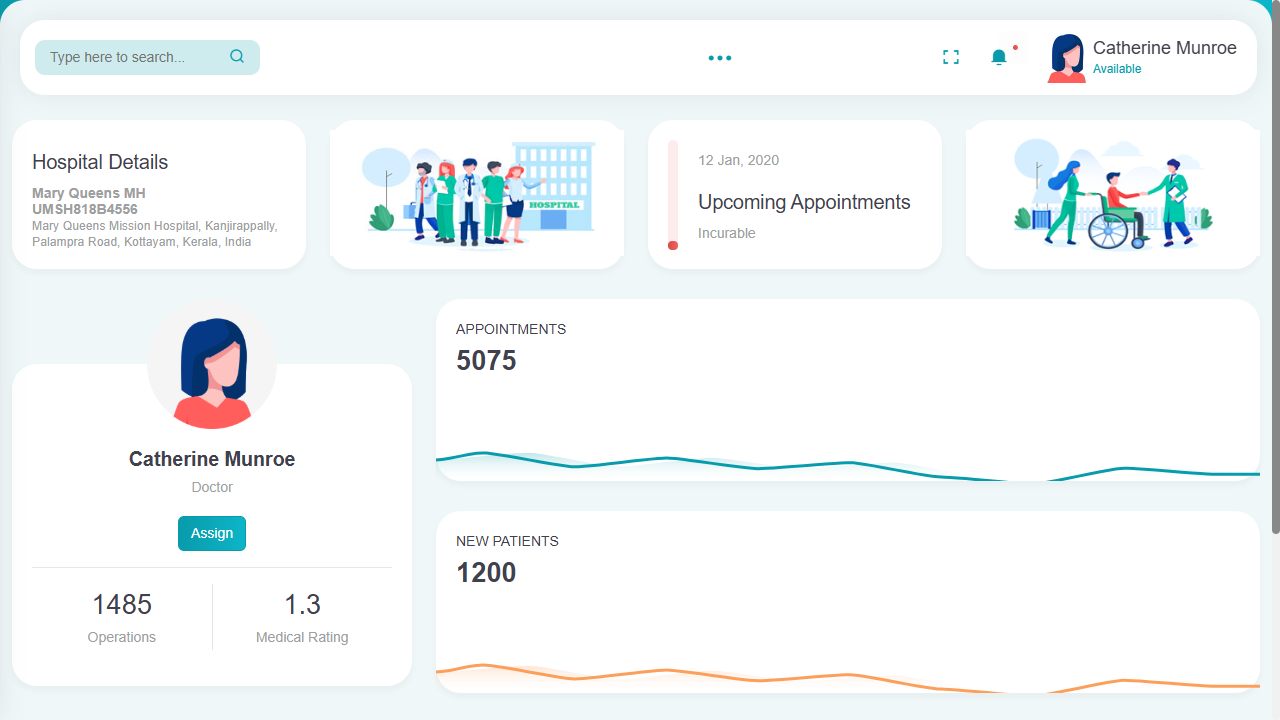 Type here to search...
Catherine Munroe
Available
Hospital Details
Mary Queens MH
UMSH818B4556
Mary Queens Mission Hospital, Kanjirappally,
Palampra Road, Kottayam, Kerala, India
HOSPITAL
12 Jan, 2020
Upcoming Appointments
Incurable
Catherine Munroe
Doctor
Assign
1485
Operations
1.3
Medical Rating
APPOINTMENTS
5075
NEW PATIENTS
1200